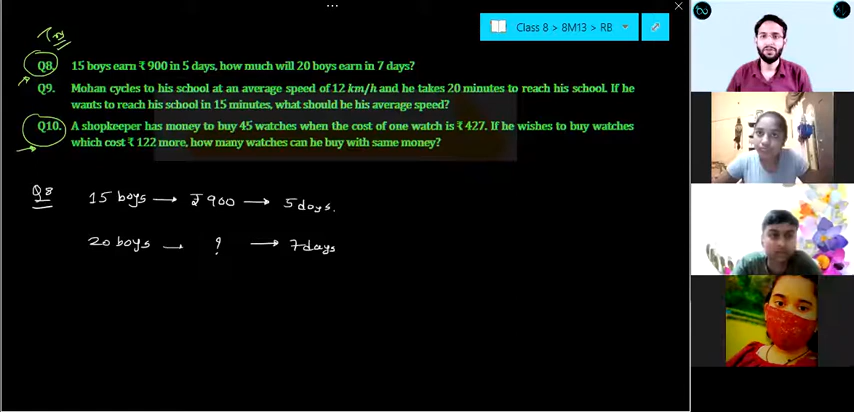 ...
Class 8 > 8M13 > RB
Try
Q8. 15 boys earn ₹ 900 in 5 days, how much will 20 boys earn in 7 days?
Q9. Mohan cycles to his school at an average speed of 12 km/h and he takes 20 minutes to reach his school. If he
wants to reach his school in 15 minutes, what should be his average speed?
Q10. A shopkeeper has money to buy 45 watches when the cost of one watch is ₹ 427. If he wishes to buy watches
which cost ₹ 122 more, how many watches can he buy with same money?
Q8 15 boys → ₹ 900 → 5 days.
20 boys → ? → 7 days